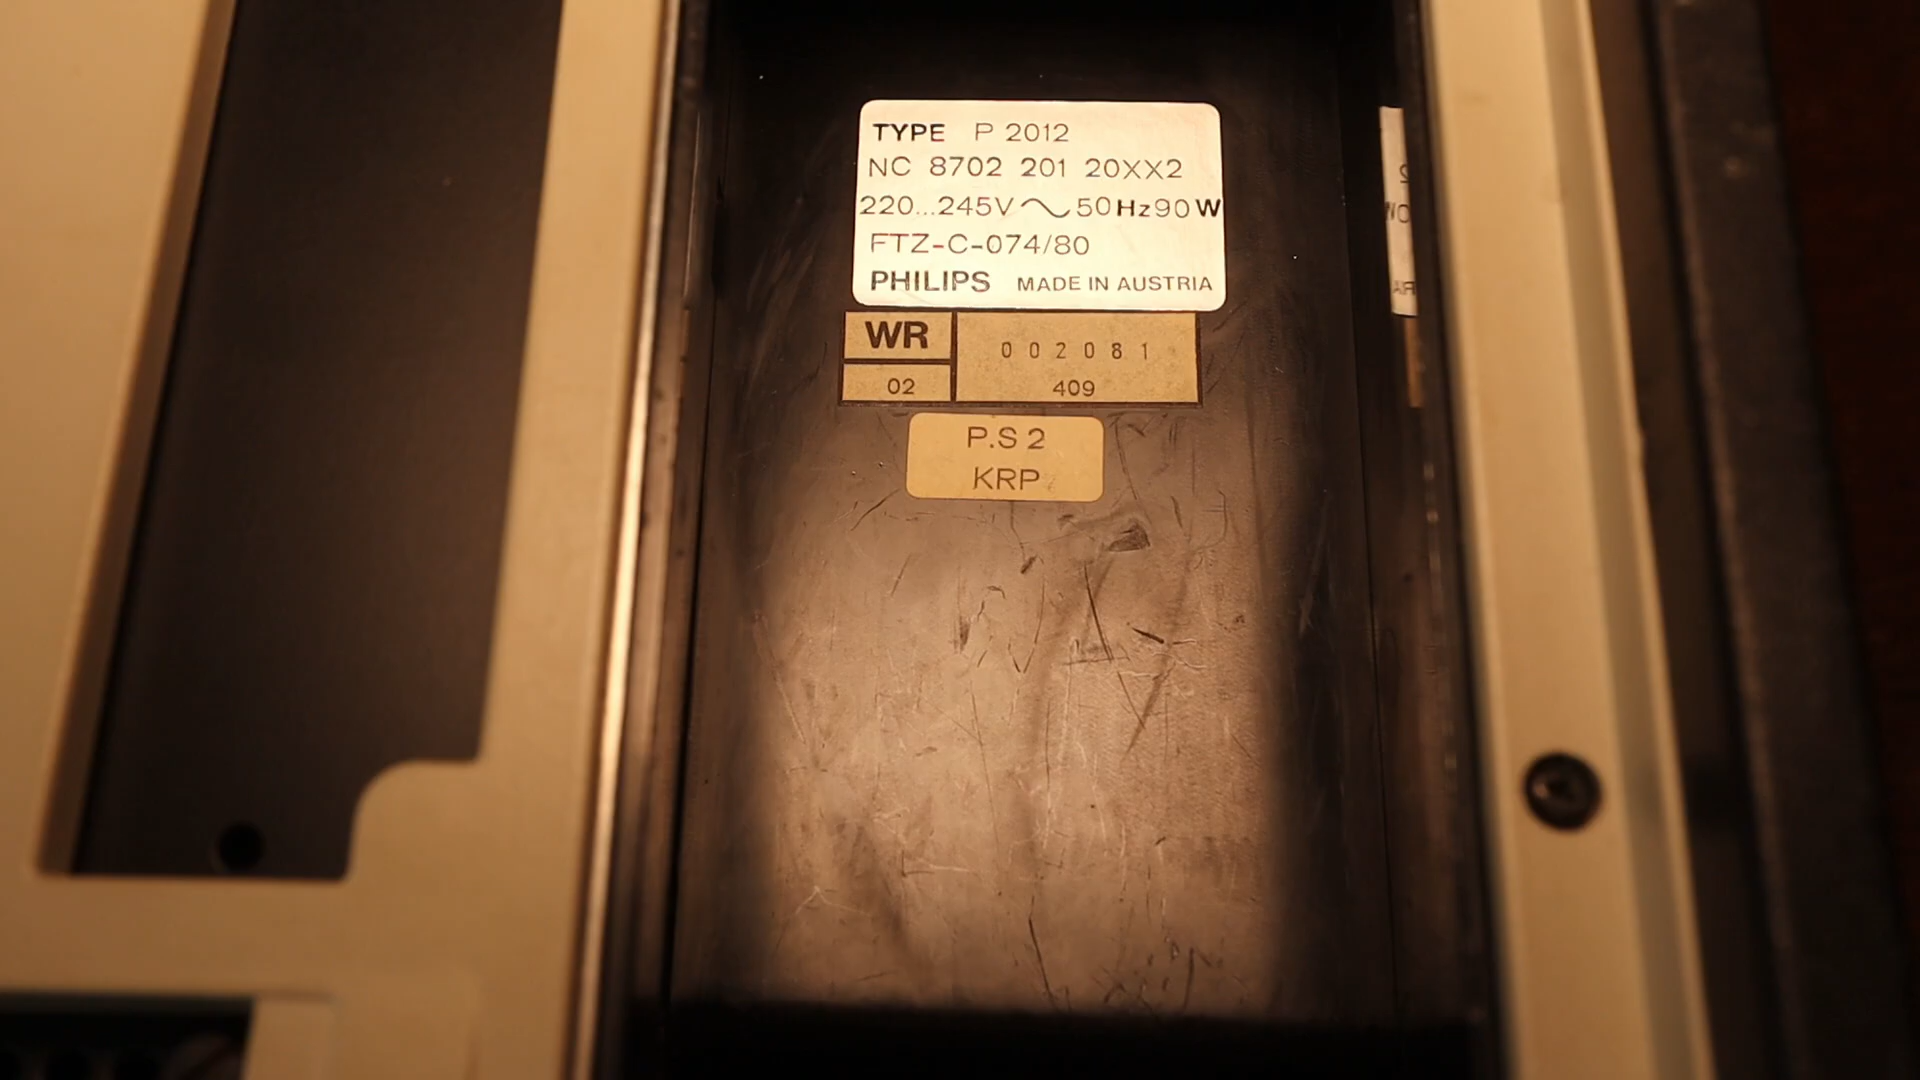 TYPE P 2012
NC 8702 201 20XX2
220...245V ~ 50 Hz 90 W
FTZ-C-074/80
PHILIPS MADE IN AUSTRIA
WR 002081
02 409
P.S 2
KRP